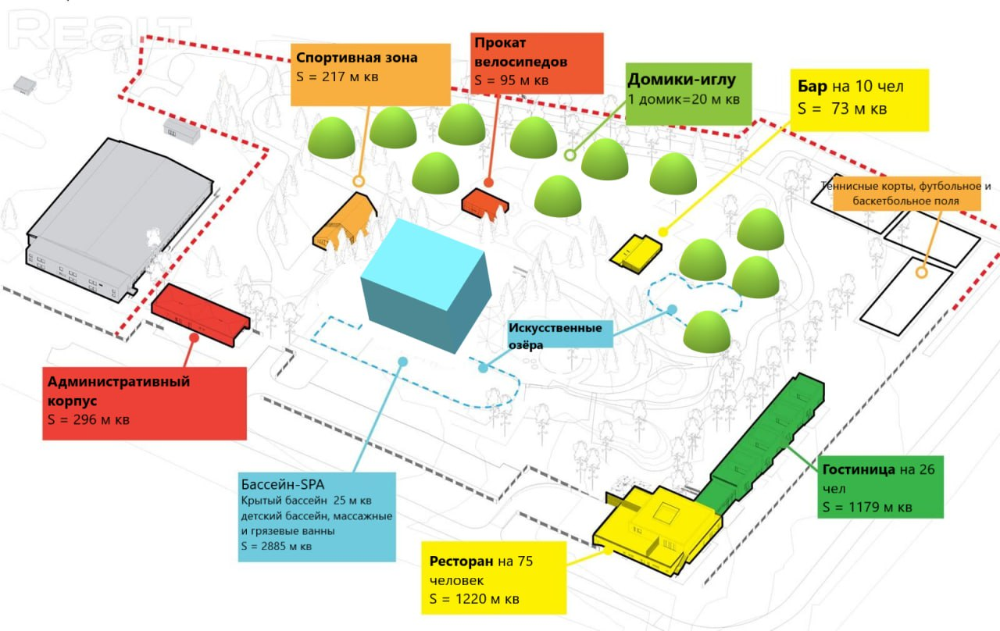 REALT
Спортивная зона
S = 217 м кв
Прокат
велосипедов
S = 95 м кв
Домики-иглу
1 домик=20 м кв
Бар на 10 чел
S =  73 м кв
Теннисные корты, футбольное и
баскетбольное поля
Искусственные
озёра
Административный
корпус
S = 296 м кв
Бассейн-SPA
Крытый бассейн  25 м кв
детский бассейн, массажные
и грязевые ванны
S = 2885 м кв
Гостиница на 26
чел
S = 1179 м кв
Ресторан на 75
человек
S = 1220 м кв